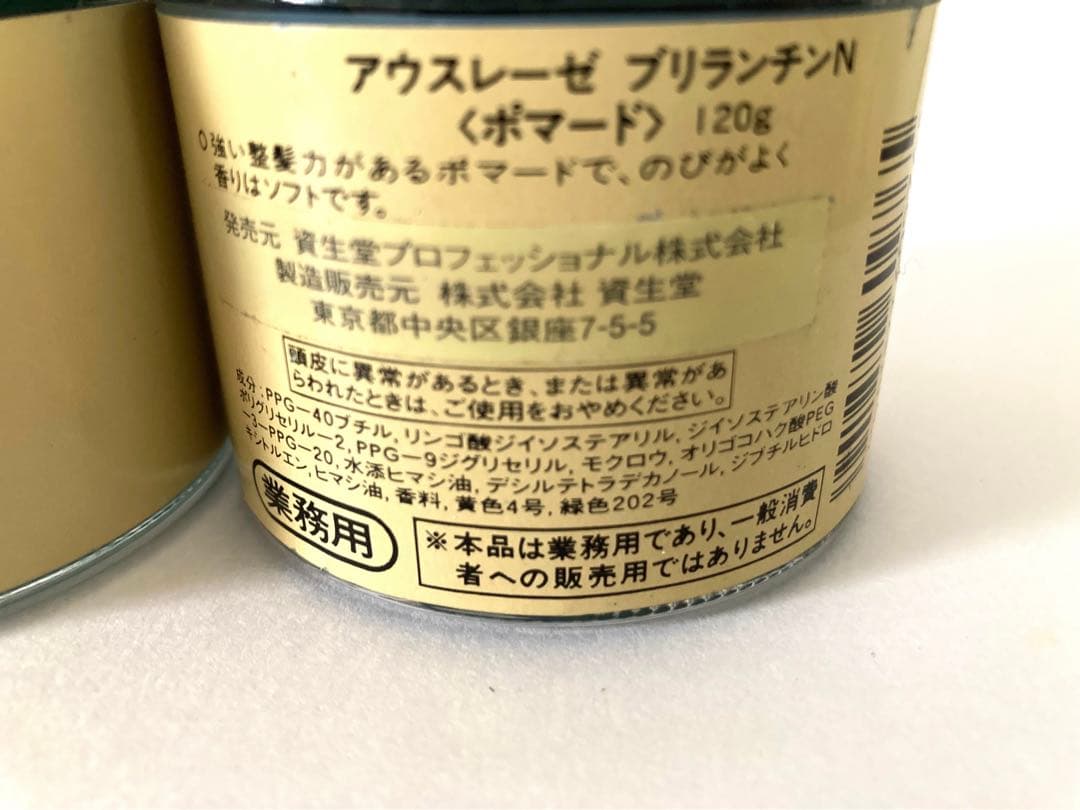 アウスレーゼ ブリランチンN
〈ポマード〉 120g
○強い整髪力があるポマードで、のびがよく
香りはソフトです。
発売元 資生堂プロフェッショナル株式会社
製造販売元 株式会社 資生堂
東京都中央区銀座7-5-5
頭皮に異常があるとき、または異常があ
らわれたときは、ご使用をおやめください。
成分：PPG－40ブチル, リンゴ酸ジイソステアリル, ジイソステアリン酸
ポリグリセリル－2, PPG－9ジグリセリル, モクロウ, オリゴコハク酸PEG
－3－PPG－20, 水添ヒマシ油, デシルテトラデカノール, ジブチルヒドロ
キシトルエン, ヒマシ油, 香料, 黄色4号, 緑色202号
業務用
※本品は業務用であり、一般消費
者への販売用ではありません。